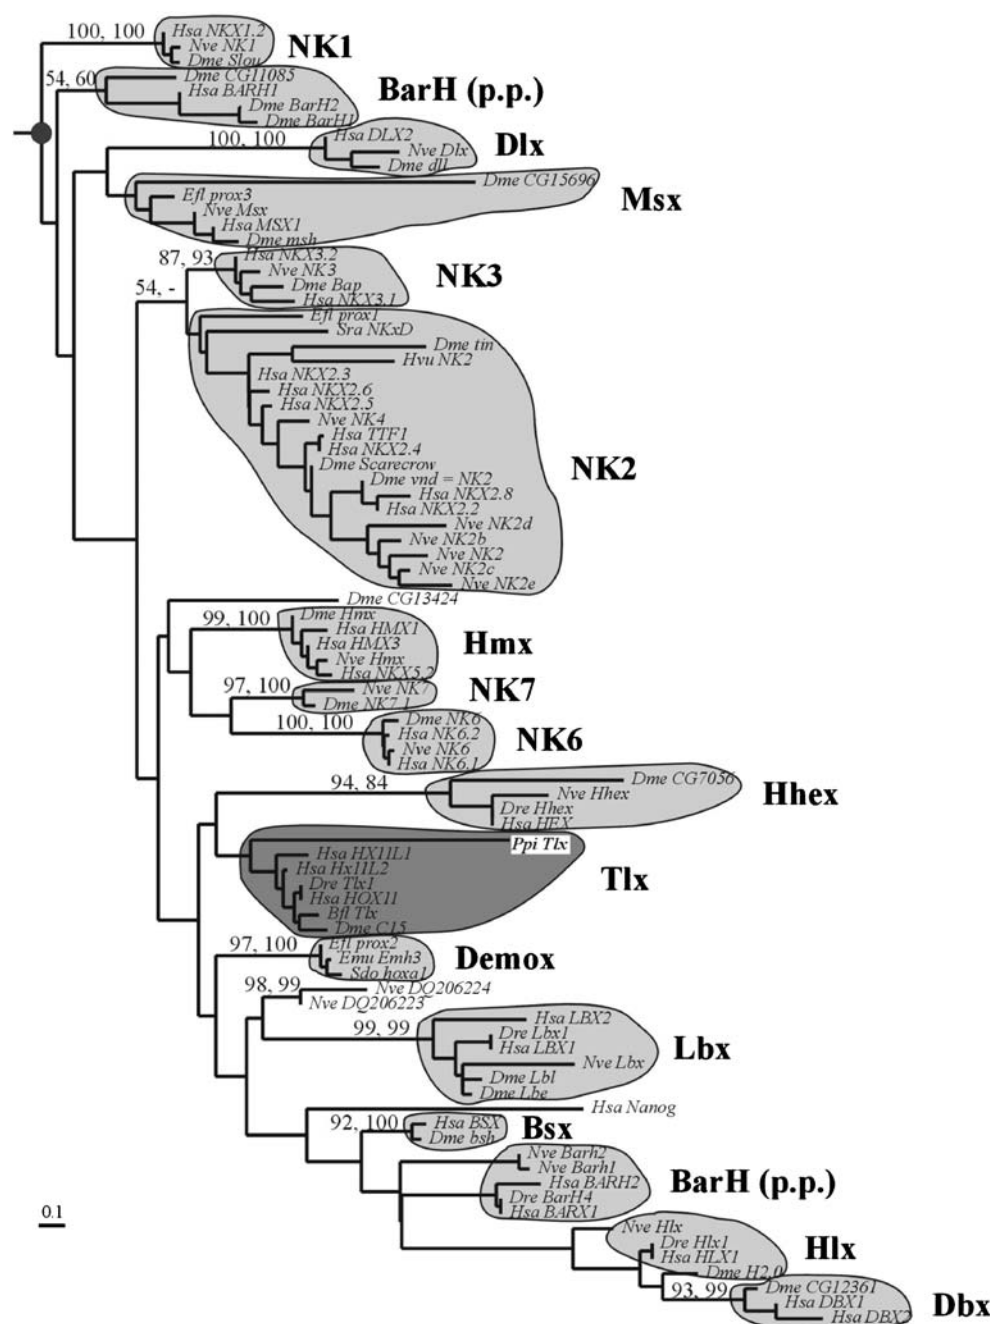 100, 100
Hsa NKX1.2
Nve NK1
Dme Slou
NK1
54, 60
Dme CG11085
Hsa BARH1
Dme BarH2
Dme BarH1
BarH (p.p.)
100, 100
Hsa DLX2
Nve Dlx
Dme dll
Dlx
Dme CG15696
Efl prox3
Nve Msx
Hsa MSX1
Dme msh
Msx
87, 93
Hsa NKX3.2
Nve NK3
Dme Bap
Hsa NKX3.1
NK3
54, -
Efl prox1
Sra NKxD
Dme tin
Hvu NK2
Hsa NKX2.3
Hsa NKX2.6
Hsa NKX2.5
Nve NK4
Hsa TTF1
Hsa NKX2.4
Dme Scarecrow
Dme vnd = NK2
Hsa NKX2.8
Hsa NKX2.2
Nve NK2d
Nve NK2b
Nve NK2
Nve NK2c
Nve NK2e
NK2
Dme CG13424
99, 100
Dme Hmx
Hsa HMX1
Hsa HMX3
Nve Hmx
Hsa NKX5.2
Hmx
97, 100
Nve NK7
Dme NK7.1
NK7
100, 100
Dme NK6
Hsa NK6.2
Nve NK6
Hsa NK6.1
NK6
94, 84
Dme CG7056
Nve Hhex
Dre Hhex
Hsa HEX
Hhex
Ppi Tlx
Hsa HX11L1
Hsa Hx11L2
Dre Tlx1
Hsa HOX11
Bfl Tlx
Dme C15
Tlx
97, 100
Efl prox2
Emu Emh3
Sdo hoxa1
Demox
98, 99
Nve DQ206224
Nve DQ206223
99, 99
Hsa LBX2
Dre Lbx1
Hsa LBX1
Nve Lbx
Dme Lbl
Dme Lbe
Lbx
Hsa Nanog
92, 100
Hsa BSX
Dme bsh
Bsx
Nve Barh2
Nve Barh1
Hsa BARH2
Dre BarH4
Hsa BARX1
BarH (p.p.)
0.1
Nve Hlx
Dre Hlx1
Hsa HLX1
Dme H2.0
Hlx
93, 99
Dme CG12361
Hsa DBX1
Hsa DBX2
Dbx